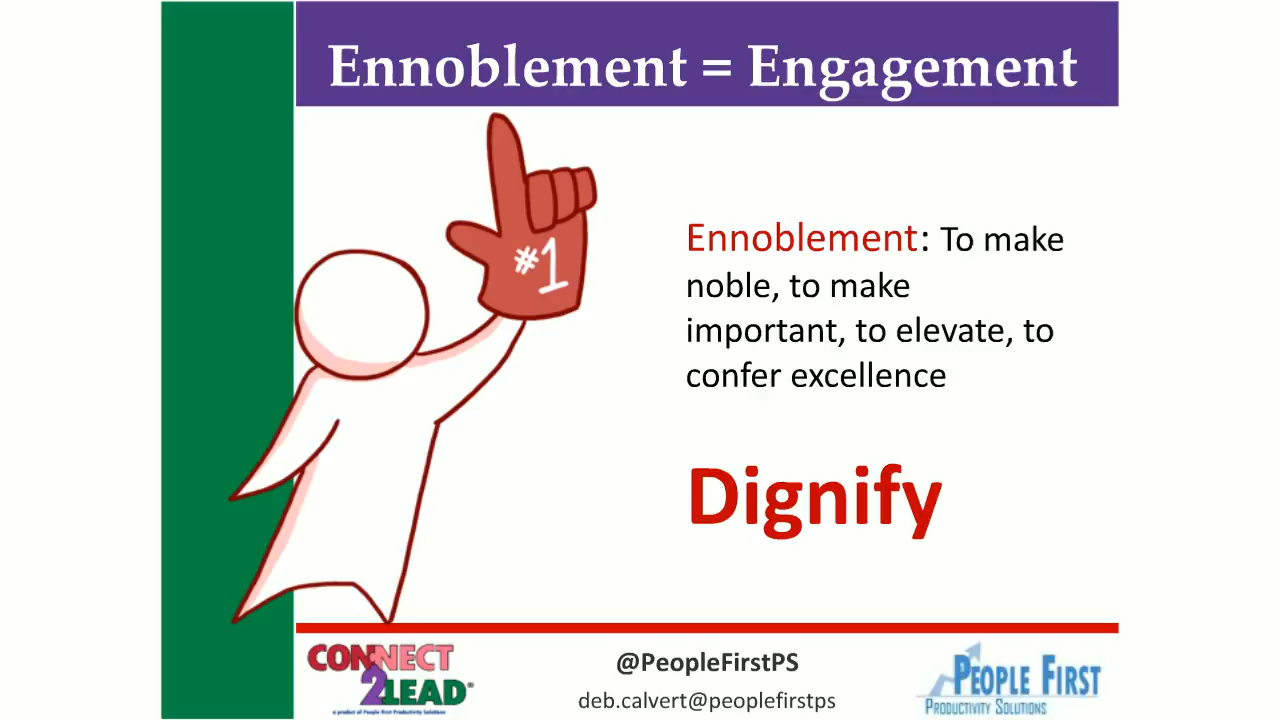 Ennoblement = Engagement
#1
Ennoblement: To make
noble, to make
important, to elevate, to
confer excellence
Dignify
CONNECT
2LEAD®
a product of People First Productivity Solutions
@PeopleFirstPS
deb.calvert@peoplefirstps
PEOPLE FIRST
PRODUCTIVITY SOLUTIONS